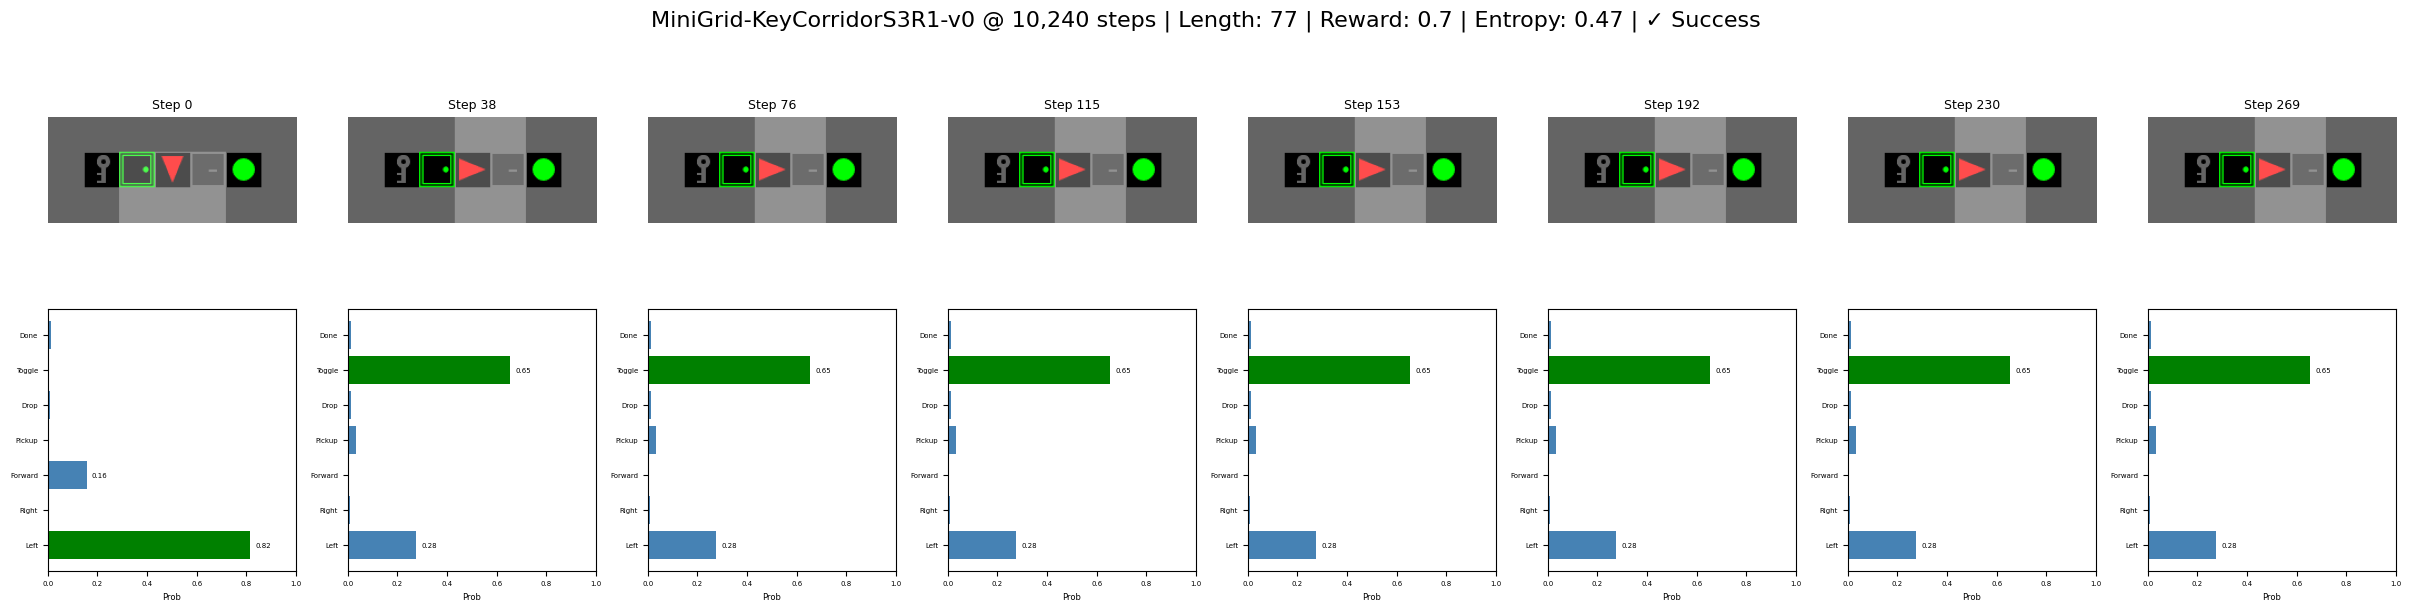 MiniGrid-KeyCorridorS3R1-v0 @ 10,240 steps | Length: 77 | Reward: 0.7 | Entropy: 0.47 | ✓ Success
Step 0
Step 38
Step 76
Step 115
Step 153
Step 192
Step 230
Step 269
Done
Toggle
Drop
Pickup
Forward
0.16
Right
Left
0.82
0.0 0.2 0.4 0.6 0.8 1.0
Prob
Done
Toggle
0.65
Drop
Pickup
Forward
Right
Left
0.28
0.0 0.2 0.4 0.6 0.8 1.0
Prob
Done
Toggle
0.65
Drop
Pickup
Forward
Right
Left
0.28
0.0 0.2 0.4 0.6 0.8 1.0
Prob
Done
Toggle
0.65
Drop
Pickup
Forward
Right
Left
0.28
0.0 0.2 0.4 0.6 0.8 1.0
Prob
Done
Toggle
0.65
Drop
Pickup
Forward
Right
Left
0.28
0.0 0.2 0.4 0.6 0.8 1.0
Prob
Done
Toggle
0.65
Drop
Pickup
Forward
Right
Left
0.28
0.0 0.2 0.4 0.6 0.8 1.0
Prob
Done
Toggle
0.65
Drop
Pickup
Forward
Right
Left
0.28
0.0 0.2 0.4 0.6 0.8 1.0
Prob
Done
Toggle
0.65
Drop
Pickup
Forward
Right
Left
0.28
0.0 0.2 0.4 0.6 0.8 1.0
Prob